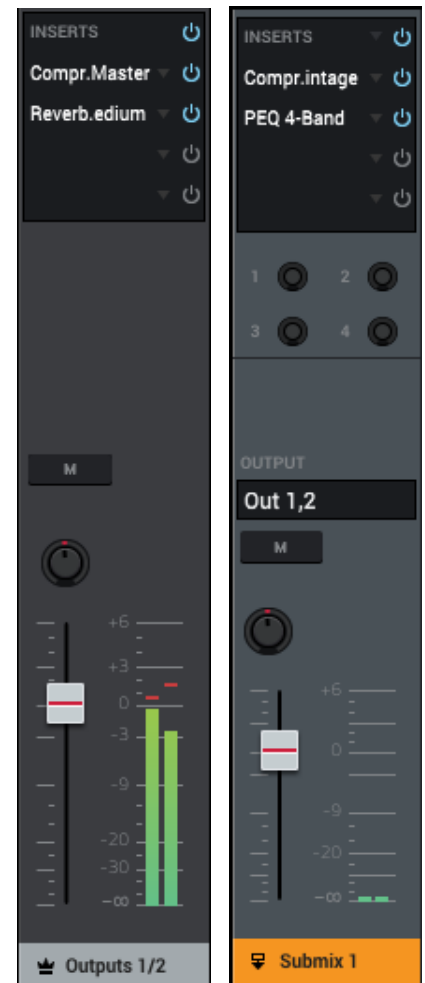 INSERTS
Compr.Master
Reverb.edium
M
+6
+3
0
-3
-9
-20
-30
-∞
Outputs 1/2
INSERTS
Compr.intage
PEQ 4-Band
1 2
3 4
OUTPUT
Out 1,2
M
+6
0
-9
-20
-∞
Submix 1